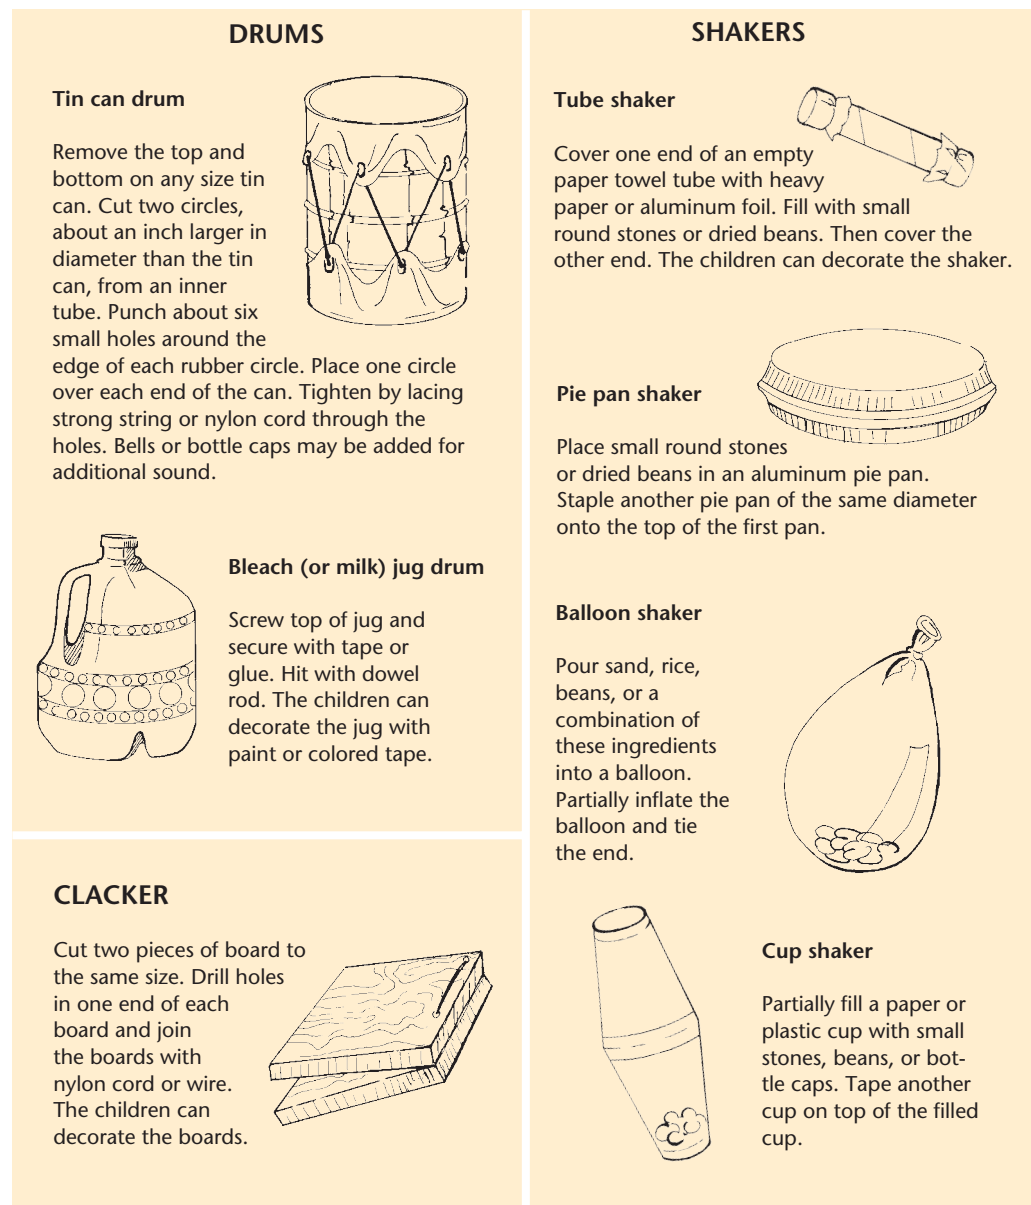 DRUMS
Tin can drum
Remove the top and
bottom on any size tin
can. Cut two circles,
about an inch larger in
diameter than the tin
can, from an inner
tube. Punch about six
small holes around the
edge of each rubber circle. Place one circle
over each end of the can. Tighten by lacing
strong string or nylon cord through the
holes. Bells or bottle caps may be added for
additional sound.
Bleach (or milk) jug drum
Screw top of jug and
secure with tape or
glue. Hit with dowel
rod. The children can
decorate the jug with
paint or colored tape.
CLACKER
Cut two pieces of board to
the same size. Drill holes
in one end of each
board and join
the boards with
nylon cord or wire.
The children can
decorate the boards.
SHAKERS
Tube shaker
Cover one end of an empty
paper towel tube with heavy
paper or aluminum foil. Fill with small
round stones or dried beans. Then cover the
other end. The children can decorate the shaker.
Pie pan shaker
Place small round stones
or dried beans in an aluminum pie pan.
Staple another pie pan of the same diameter
onto the top of the first pan.
Balloon shaker
Pour sand, rice,
beans, or a
combination of
these ingredients
into a balloon.
Partially inflate the
balloon and tie
the end.
Cup shaker
Partially fill a paper or
plastic cup with small
stones, beans, or bot-
tle caps. Tape another
cup on top of the filled
cup.